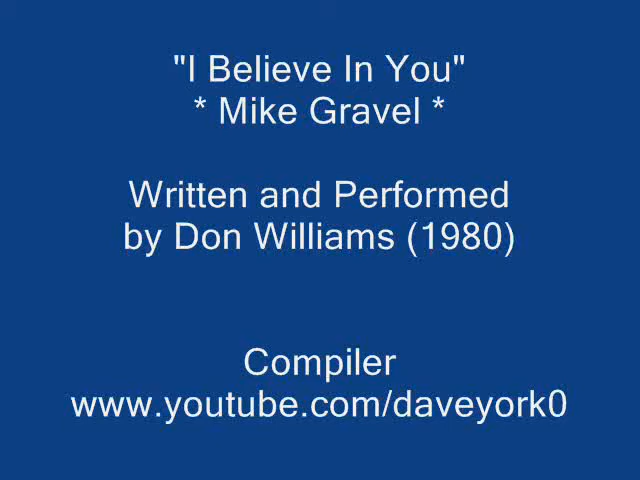 "I Believe In You"
* Mike Gravel *
Written and Performed
by Don Williams (1980)
Compiler
www.youtube.com/daveyork0